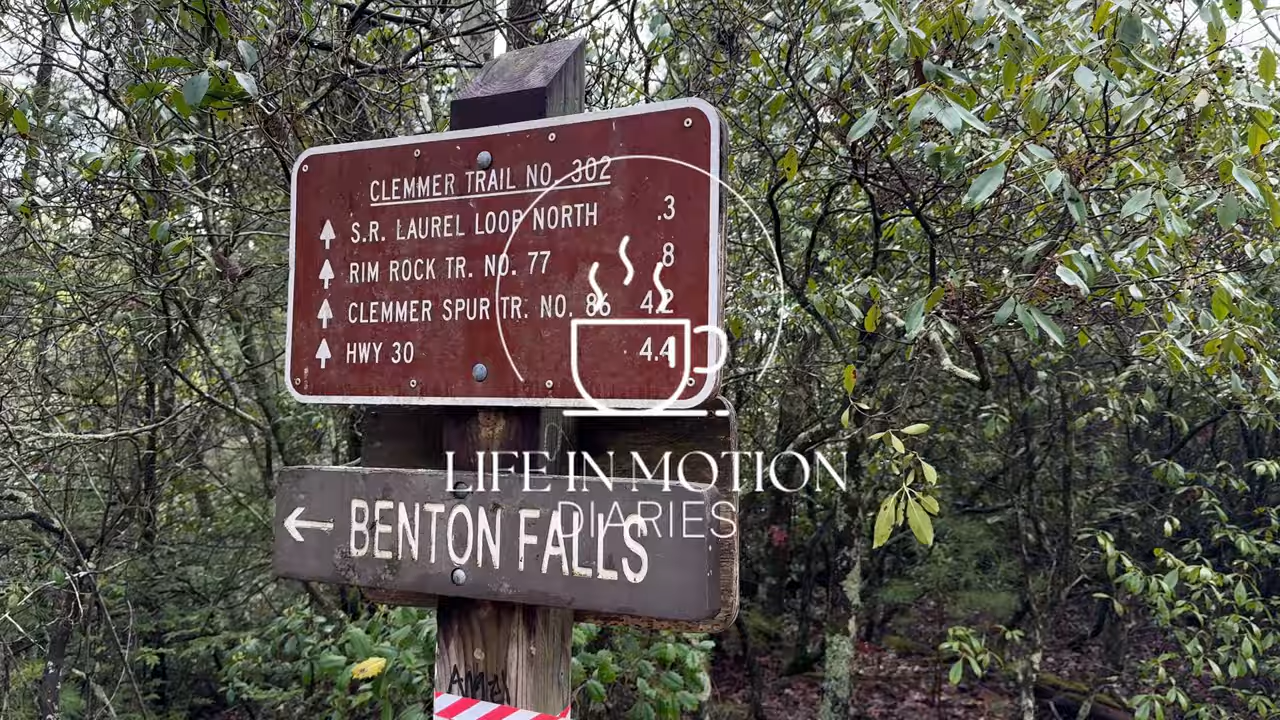 CLEMMER TRAIL NO. 302
S.R. LAUREL LOOP NORTH .3
RIM ROCK TR. NO. 77 .8
CLEMMER SPUR TR. NO. 86 4.2
HWY 30 4.4
LIFE IN MOTION
DIARIES
← BENTON FALLS